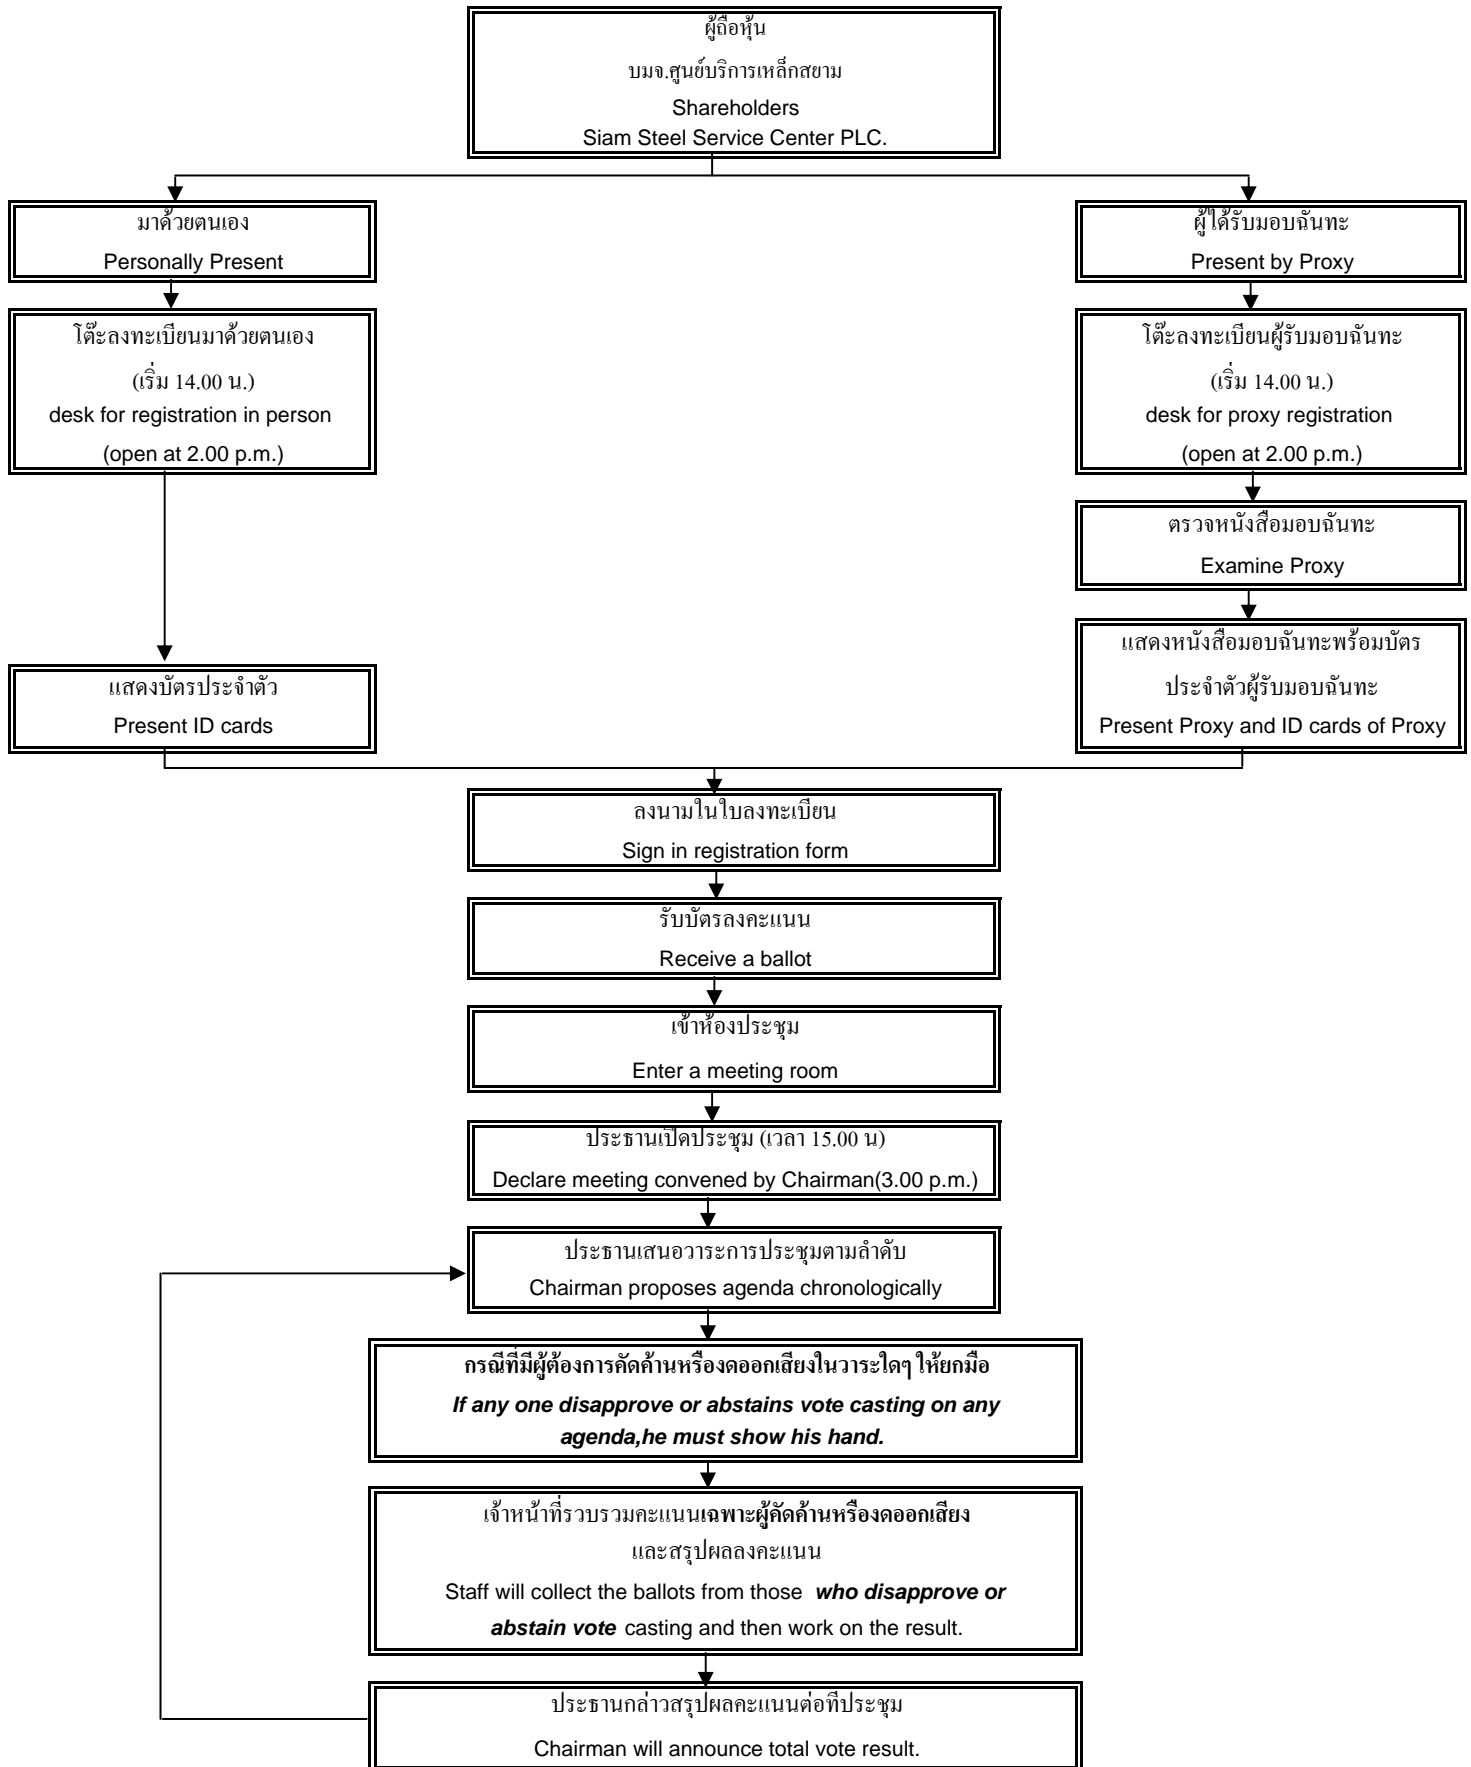 ผู้ถือหุ้น
บมจ.ศูนย์บริการเหล็กสยาม
Shareholders
Siam Steel Service Center PLC.
มาด้วยตนเอง
Personally Present
ผู้ได้รับมอบฉันทะ
Present by Proxy
โต๊ะลงทะเบียนมาด้วยตนเอง
(เริ่ม 14.00 น.)
desk for registration in person
(open at 2.00 p.m.)
โต๊ะลงทะเบียนผู้รับมอบฉันทะ
(เริ่ม 14.00 น.)
desk for proxy registration
(open at 2.00 p.m.)
ตรวจหนังสือมอบฉันทะ
Examine Proxy
แสดงบัตรประจำตัว
Present ID cards
แสดงหนังสือมอบฉันทะพร้อมบัตร
ประจำตัวผู้รับมอบฉันทะ
Present Proxy and ID cards of Proxy
ลงนามในใบลงทะเบียน
Sign in registration form
รับบัตรลงคะแนน
Receive a ballot
เข้าห้องประชุม
Enter a meeting room
ประธานเปิดประชุม (เวลา 15.00 น)
Declare meeting convened by Chairman(3.00 p.m.)
ประธานเสนอวาระการประชุมตามลำดับ
Chairman proposes agenda chronologically
กรณีที่มีผู้ต้องการคัดค้านหรืองดออกเสียงในวาระใดๆ ให้ยกมือ
If any one disapprove or abstains vote casting on any
agenda,he must show his hand.
เจ้าหน้าที่รวบรวมคะแนนเฉพาะผู้คัดค้านหรืองดออกเสียง
และสรุปผลลงคะแนน
Staff will collect the ballots from those who disapprove or
abstain vote casting and then work on the result.
ประธานกล่าวสรุปผลคะแนนต่อที่ประชุม
Chairman will announce total vote result.